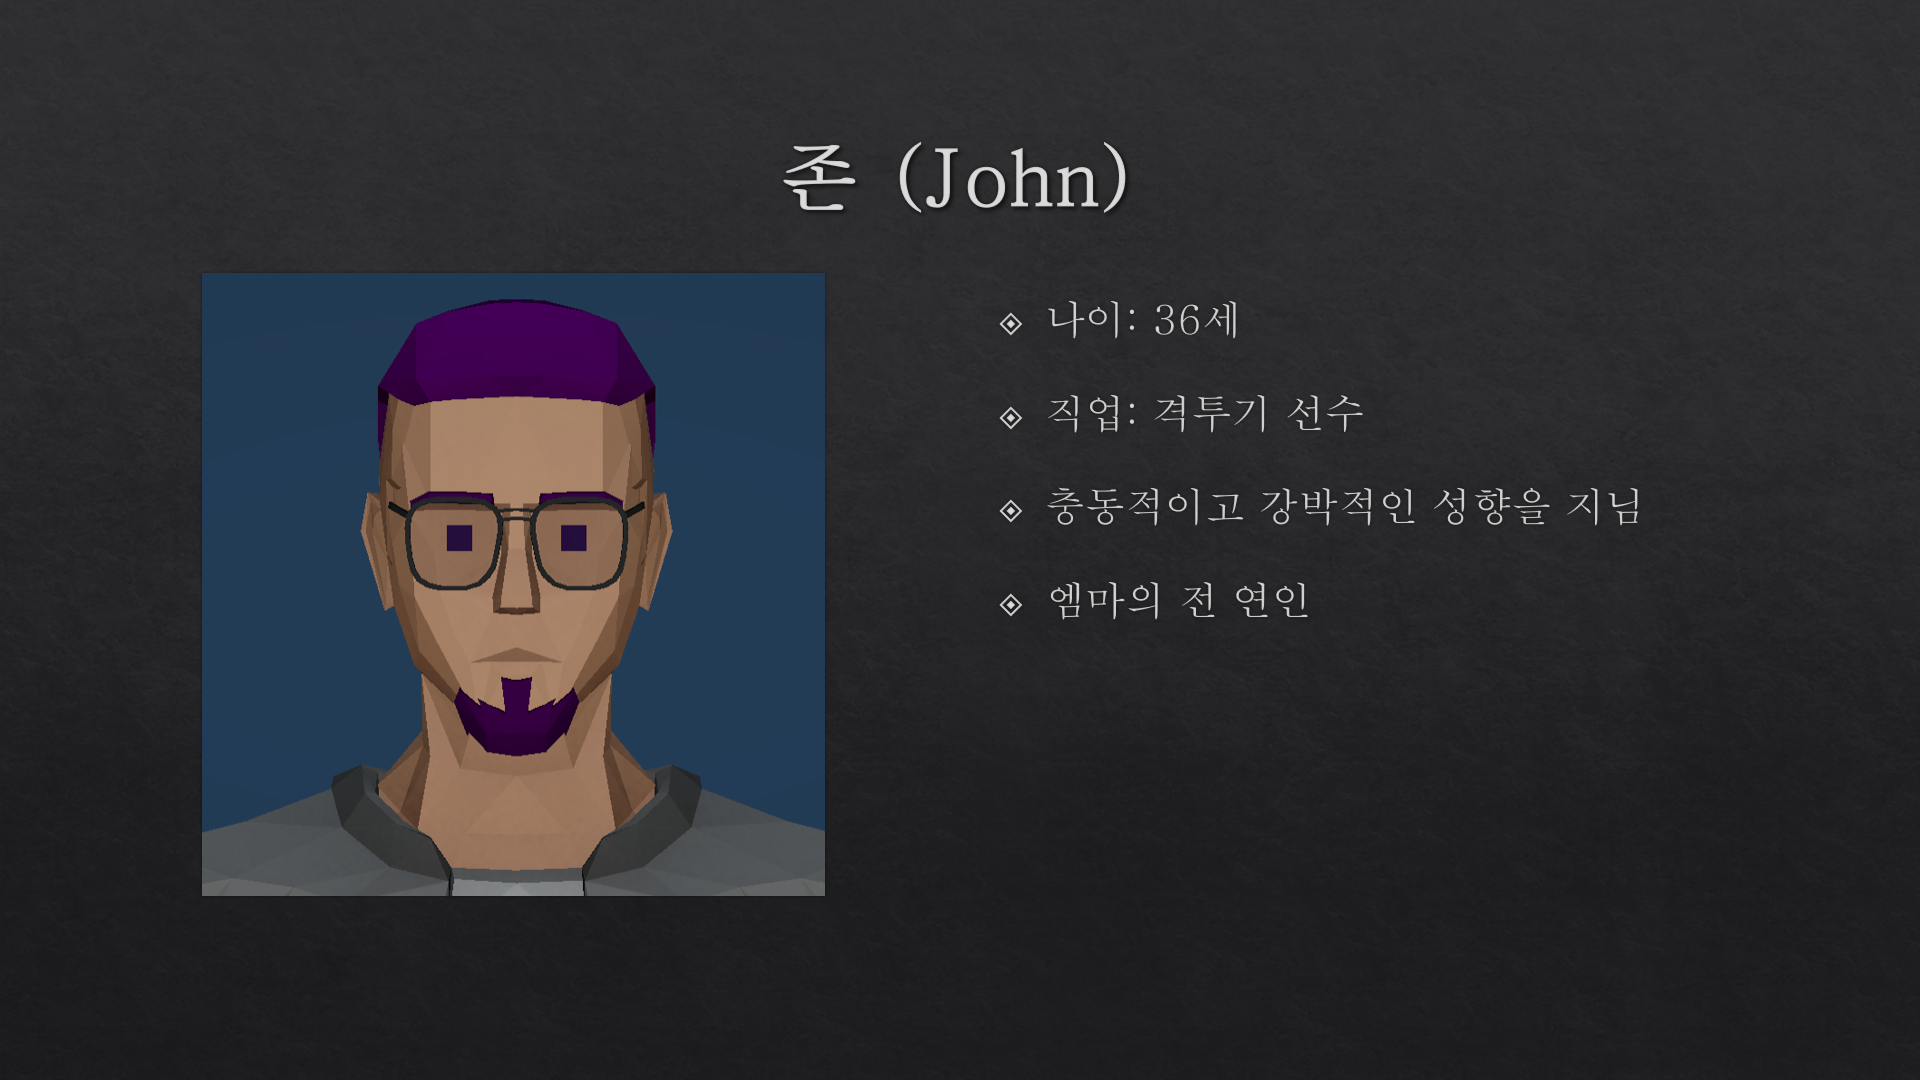 존 (John)
나이: 36세
직업: 격투기 선수
충동적이고 강박적인 성향을 지님
엠마의 전 연인